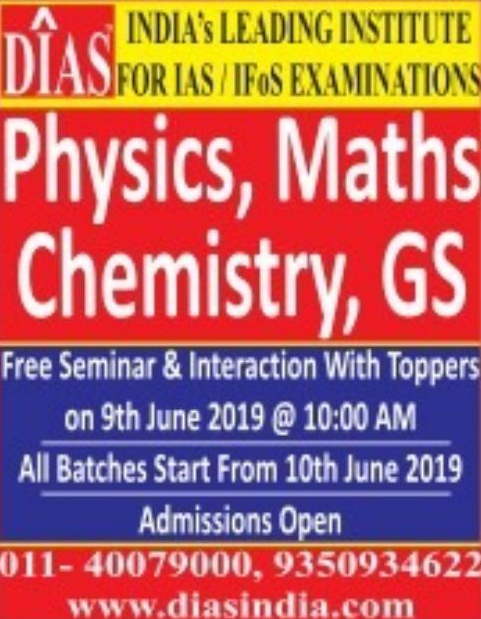 DÎAS
INDIA's LEADING INSTITUTE
FOR IAS / IFoS EXAMINATIONS
Physics, Maths
Chemistry, GS
Free Seminar & Interaction With Toppers
on 9th June 2019 @ 10:00 AM
All Batches Start From 10th June 2019
Admissions Open
011- 40079000, 9350934622
www.diasindia.com